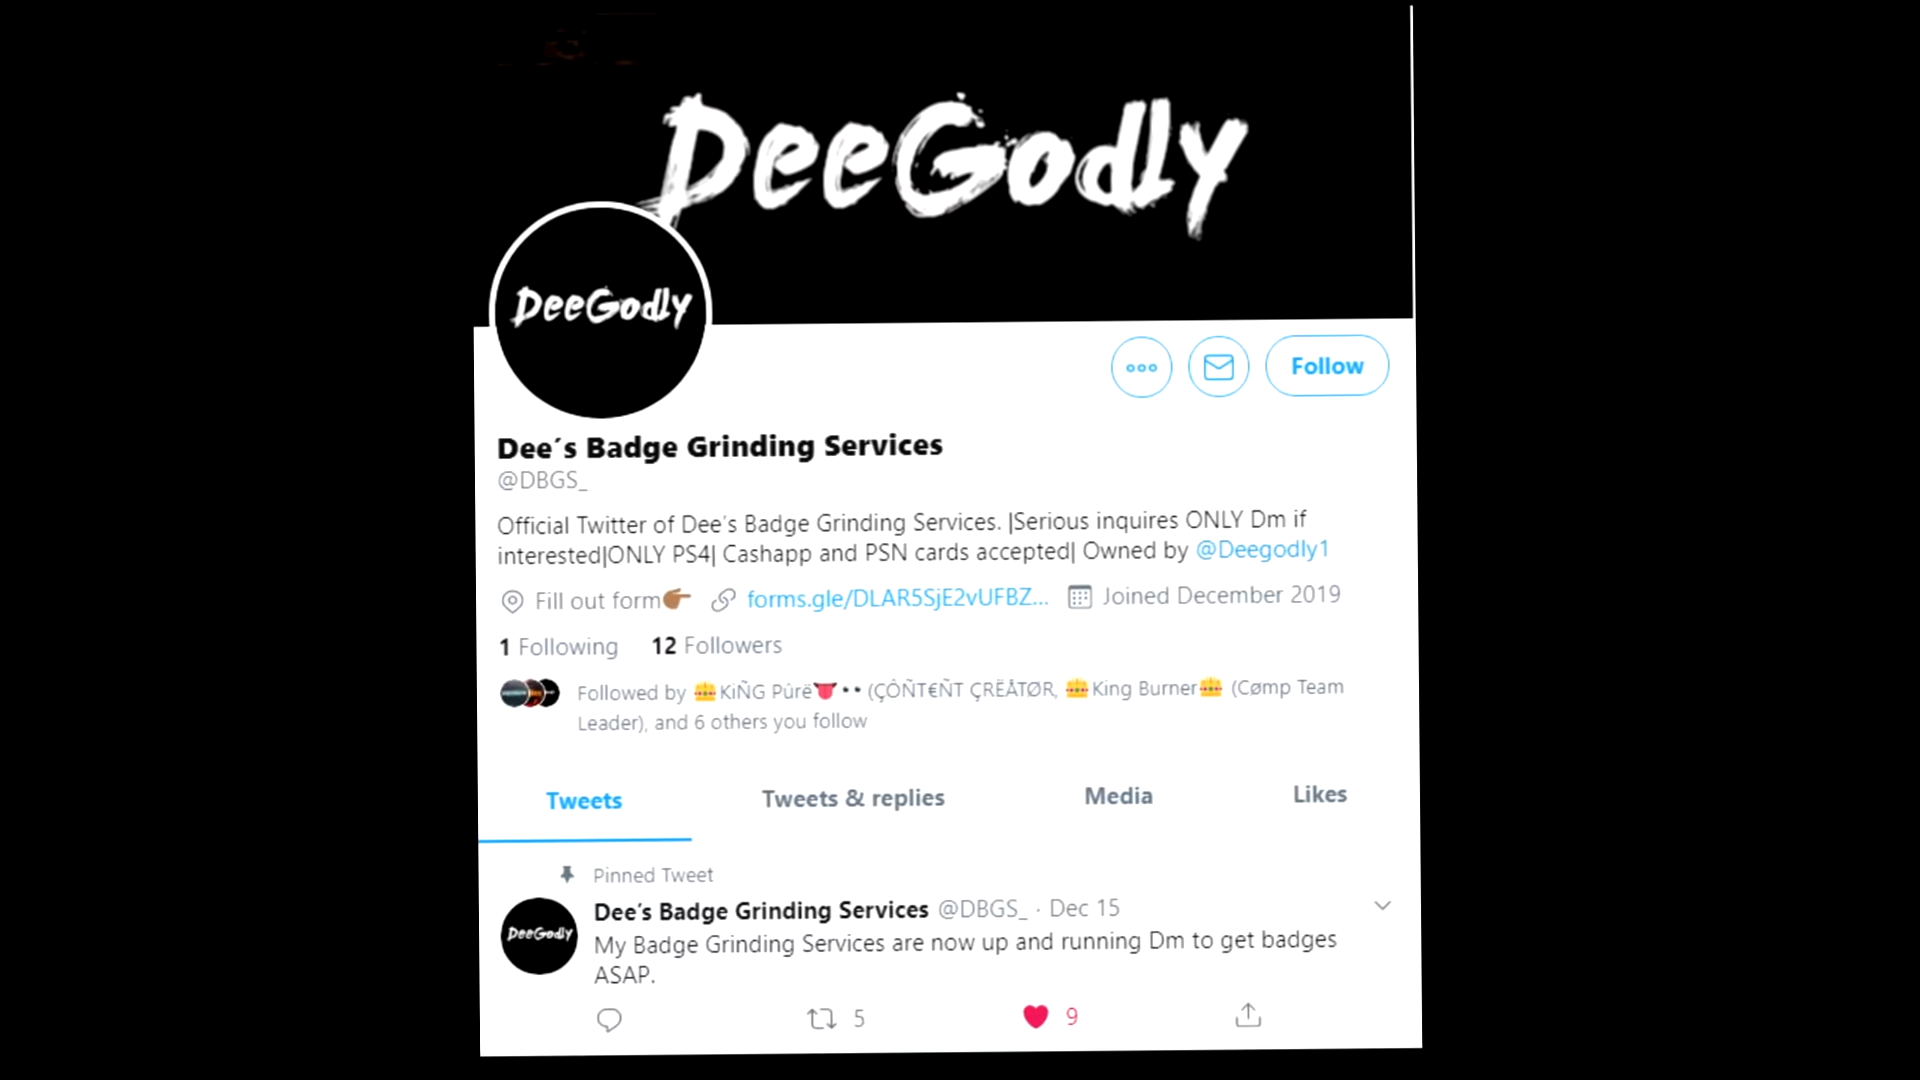 DeeGodly
DeeGodly
Follow
Dee´s Badge Grinding Services
@DBGS_
Official Twitter of Dee's Badge Grinding Services. |Serious inquires ONLY Dm if
interested|ONLY PS4| Cashapp and PSN cards accepted| Owned by @Deegodly1
Fill out form👉🏾 forms.gle/DLAR5SjE2vUFBZ... Joined December 2019
1 Following 12 Followers
Followed by 👑KiÑG Pûrë👅•• (ÇÔÑT€ÑT ÇRËÅTØR, 👑King Burner👑 (Cømp Team
Leader), and 6 others you follow
Tweets Tweets & replies Media Likes
Pinned Tweet
Dee's Badge Grinding Services @DBGS_ · Dec 15
DeeGodly
My Badge Grinding Services are now up and running Dm to get badges
ASAP.
5 9